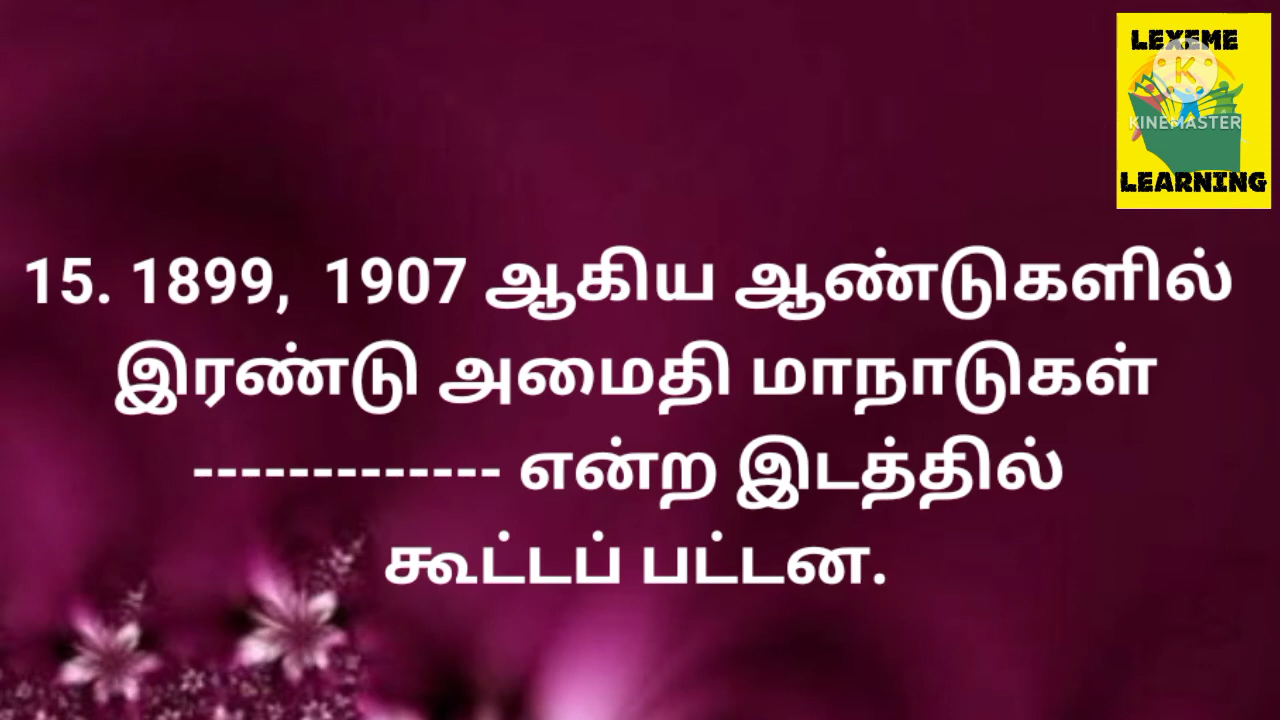 LEXEME
K
KINEMASTER
LEARNING
15. 1899, 1907 ஆகிய ஆண்டுகளில்
இரண்டு அமைதி மாநாடுகள்
------------- என்ற இடத்தில்
கூட்டப் பட்டன.